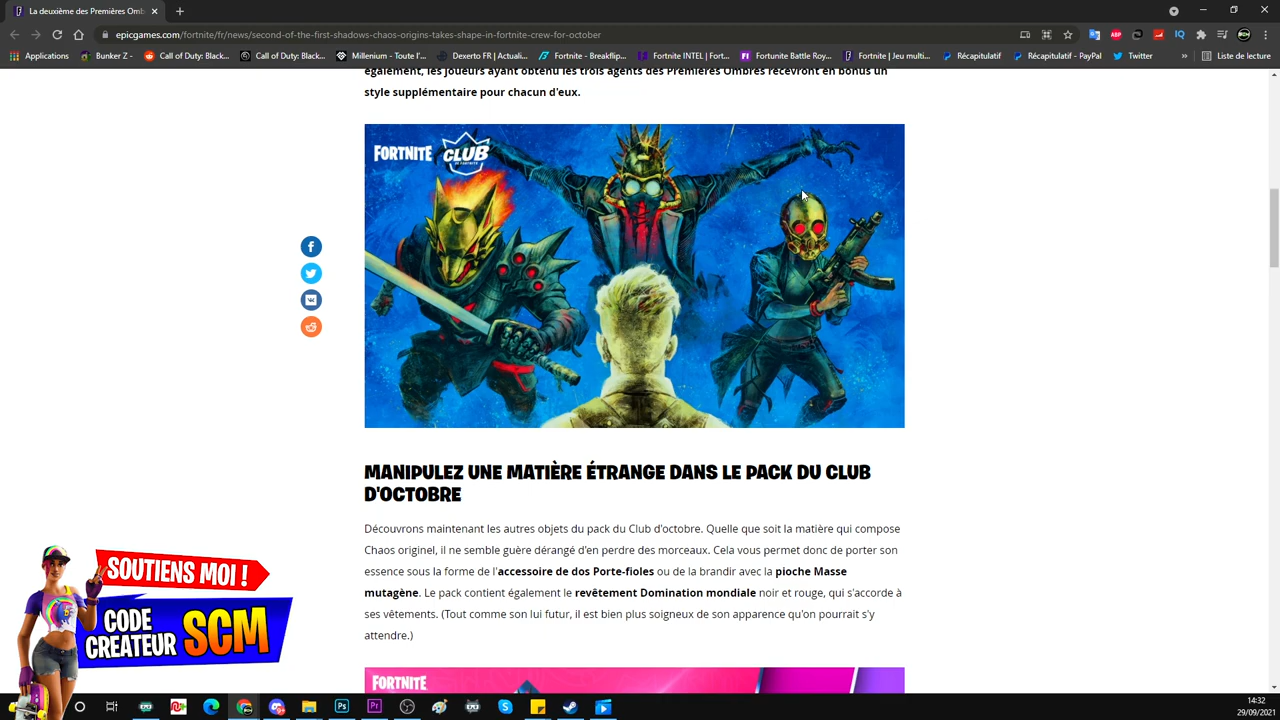 La deuxième des Premières Omb
epicgames.com/fortnite/fr/news/second-of-the-first-shadows-chaos-origins-takes-shape-in-fortnite-crew-for-october
Applications
Bunker Z -
Call of Duty: Black...
Call of Duty: Black...
Millenium - Toute l'...
Dexerto FR | Actuali...
Fortnite - Breakflip...
Fortnite INTEL | Fort...
Fortunite Battle Roy...
Fortnite | Jeu multi...
Récapitulatif
Récapitulatif - PayPal
Twitter
»
Liste de lecture
également, les joueurs ayant obtenu les trois agents des Premières Ombres recevront en bonus un
style supplémentaire pour chacun d'eux.
FORTNITE CLUB
MANIPULEZ UNE MATIÈRE ÉTRANGE DANS LE PACK DU CLUB
D'OCTOBRE
Découvrons maintenant les autres objets du pack du Club d'octobre. Quelle que soit la matière qui compose
Chaos originel, il ne semble guère dérangé d'en perdre des morceaux. Cela vous permet donc de porter son
essence sous la forme de l'accessoire de dos Porte-fioles ou de la brandir avec la pioche Masse
mutagène. Le pack contient également le revêtement Domination mondiale noir et rouge, qui s'accorde à
ses vêtements. (Tout comme son lui futur, il est bien plus soigneux de son apparence qu'on pourrait s'y
attendre.)
FORTNITE
SOUTIENS MOI !
CODE
CREATEUR SCM
14:32
29/09/2021